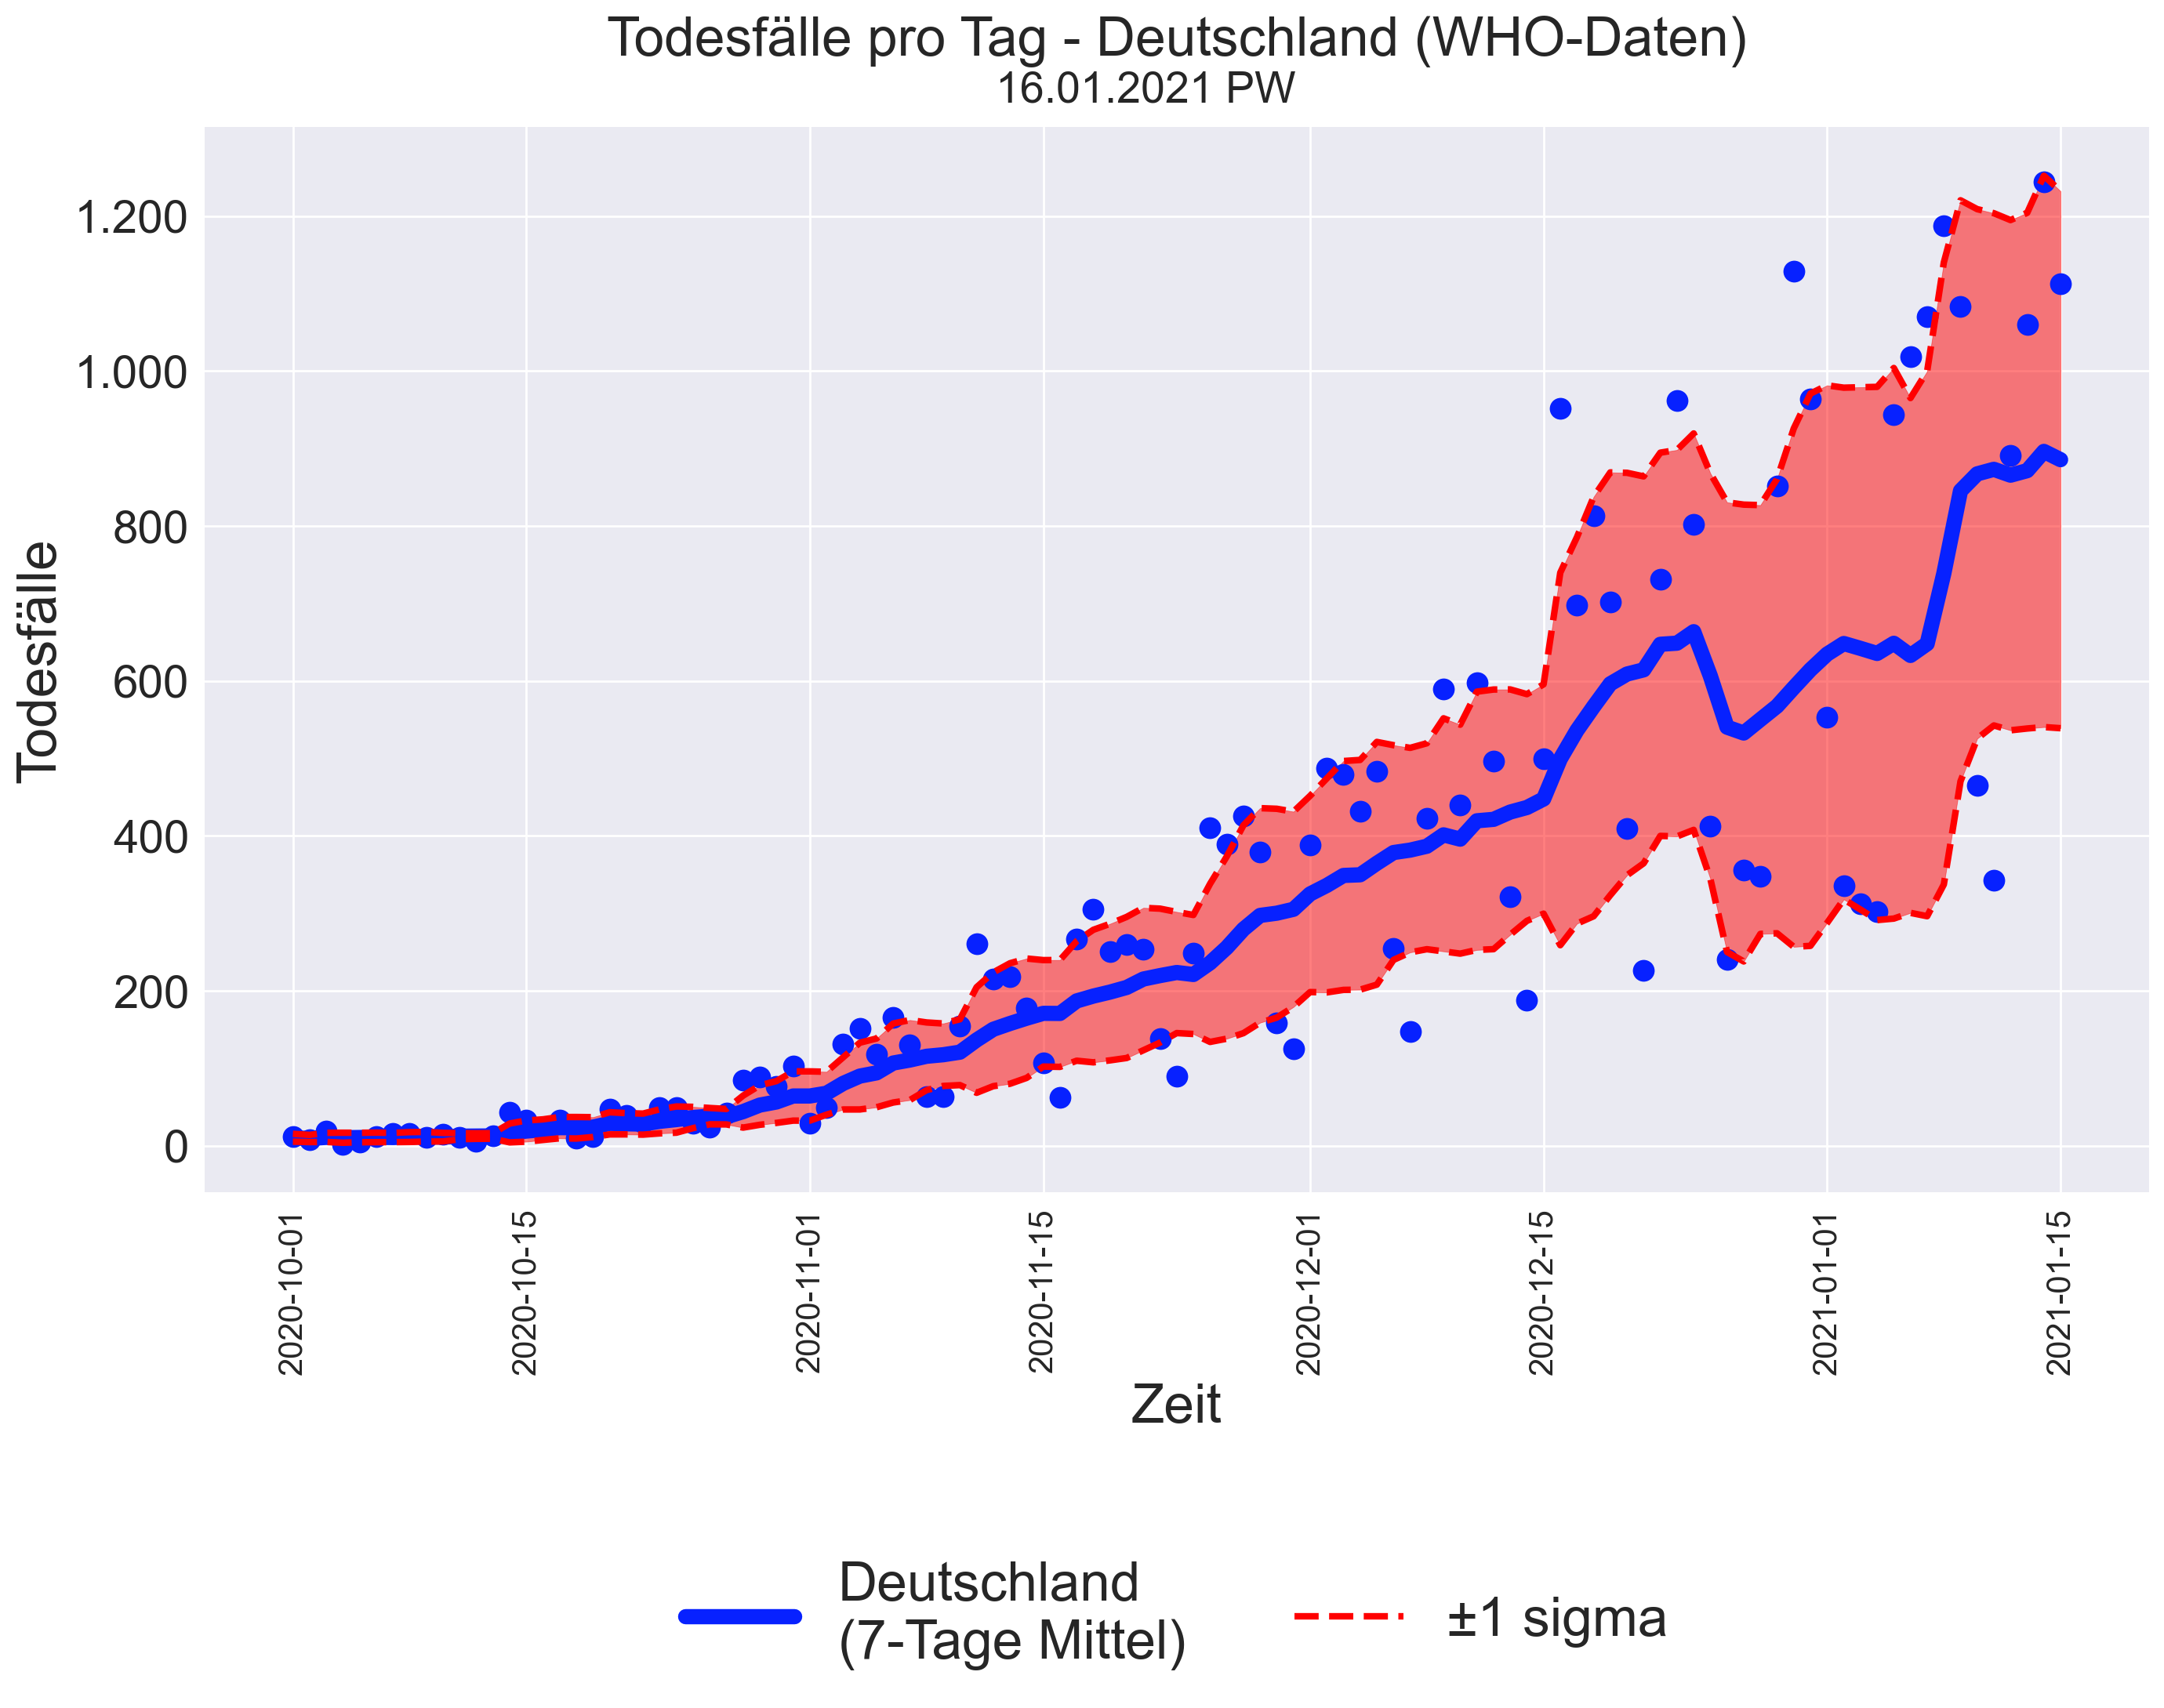 Todesfälle pro Tag - Deutschland (WHO-Daten)
16.01.2021 PW
Todesfälle
1.200
1.000
800
600
400
200
0
2020-10-01
2020-10-15
2020-11-01
2020-11-15
2020-12-01
2020-12-15
2021-01-01
2021-01-15
Zeit
Deutschland
(7-Tage Mittel)
±1 sigma